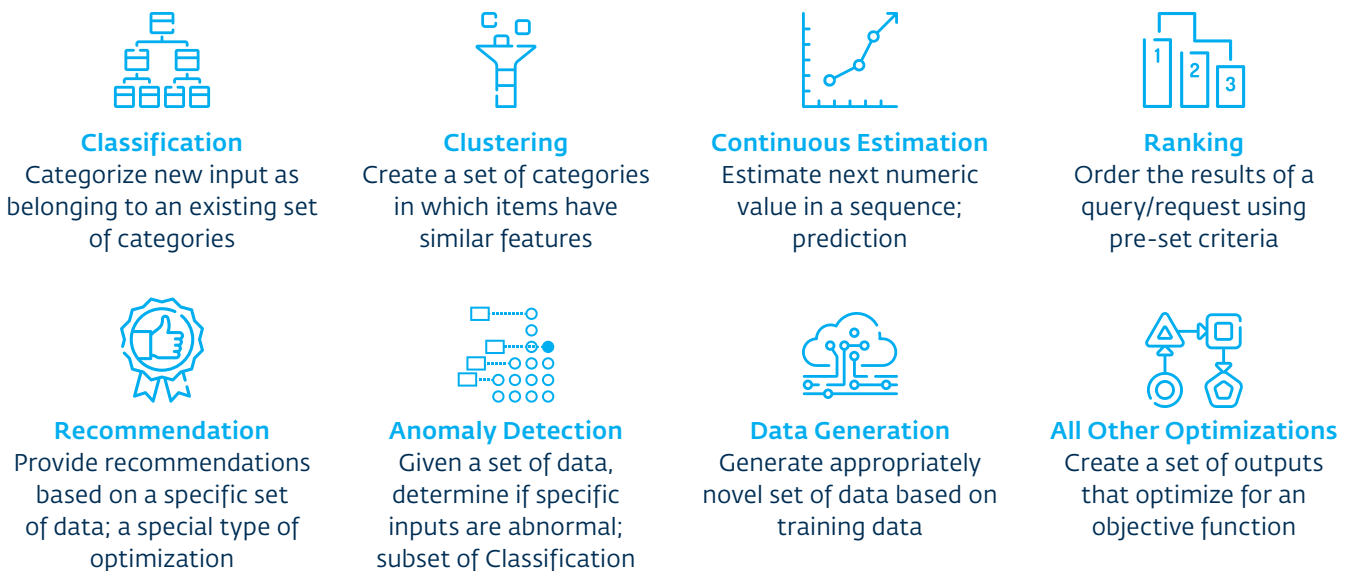 1
2
3
Classification
Categorize new input as
belonging to an existing set
of categories
Clustering
Create a set of categories
in which items have
similar features
Continuous Estimation
Estimate next numeric
value in a sequence;
prediction
Ranking
Order the results of a
query/request using
pre-set criteria
Recommendation
Provide recommendations
based on a specific set
of data; a special type of
optimization
Anomaly Detection
Given a set of data,
determine if specific
inputs are abnormal;
subset of Classification
Data Generation
Generate appropriately
novel set of data based on
training data
All Other Optimizations
Create a set of outputs
that optimize for an
objective function